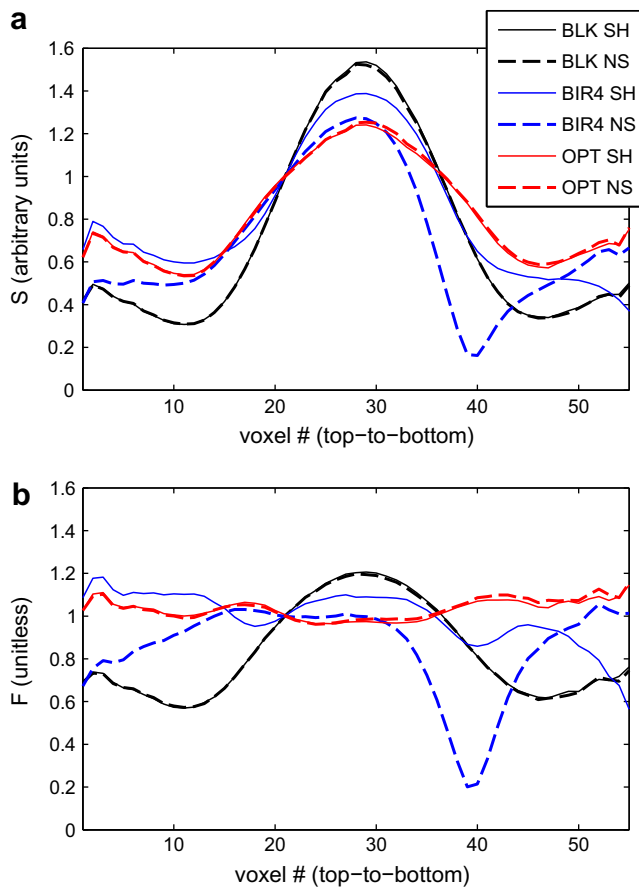 a
1.6
1.4
1.2
1
0.8
0.6
0.4
0.2
0
S (arbitrary units)
10
20
30
40
50
voxel # (top−to−bottom)
BLK SH
BLK NS
BIR4 SH
BIR4 NS
OPT SH
OPT NS
b
1.6
1.4
1.2
1
0.8
0.6
0.4
0.2
0
F (unitless)
10
20
30
40
50
voxel # (top−to−bottom)